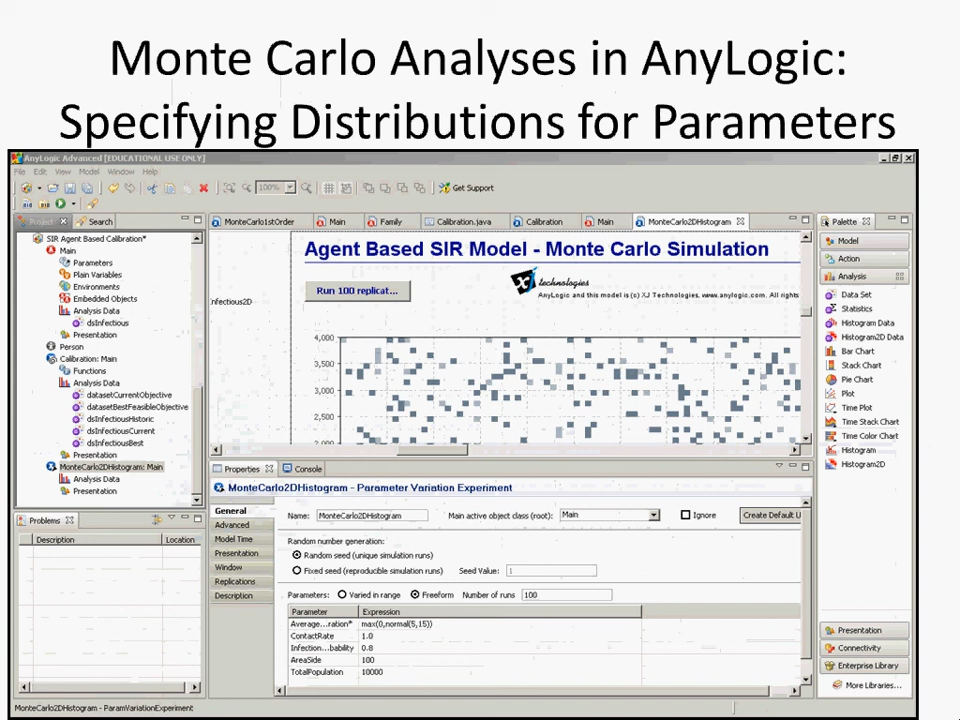 Monte Carlo Analyses in AnyLogic:
Specifying Distributions for Parameters
AnyLogic Advanced [EDUCATIONAL USE ONLY]
File Edit View Model Window Help
100%
Get Support
Project
Search
SIR Agent Based Calibration*
Main
Parameters
Plain Variables
Environments
Embedded Objects
Analysis Data
dsInfectious
Presentation
Person
Calibration: Main
Functions
Analysis Data
datasetCurrentObjective
datasetBestFeasibleObjective
dsInfectiousHistoric
dsInfectiousCurrent
dsInfectiousBest
Presentation
MonteCarlo2DHistogram: Main
Analysis Data
Presentation
Problems
Description Location
MonteCarlo1stOrder Main Family Calibration.java Calibration Main MonteCarlo2DHistogram
Agent Based SIR Model - Monte Carlo Simulation
Run 100 replicat...
technologies
AnyLogic and this model is (c) XJ Technologies, www.anylogic.com. All rights
nfectious2D
4,000
3,500
3,000
2,500
2,000
Properties Console
MonteCarlo2DHistogram - Parameter Variation Experiment
General
Advanced
Model Time
Presentation
Window
Replications
Description
Name: MonteCarlo2DHistogram Main active object class (root): Main Ignore Create Default U
Random number generation:
Random seed (unique simulation runs)
Fixed seed (reproducible simulation runs) Seed Value: 1
Parameters: Varied in range Freeform Number of runs 100
Parameter Expression
Average...ration* max(0,normal(5,15))
ContactRate 1.0
Infection...bability 0.8
AreaSide 100
TotalPopulation 10000
Palette
Model
Action
Analysis
Data Set
Statistics
Histogram Data
Histogram2D Data
Bar Chart
Stack Chart
Pie Chart
Plot
Time Plot
Time Stack Chart
Time Color Chart
Histogram
Histogram2D
Presentation
Connectivity
Enterprise Library
More Libraries...
MonteCarlo2DHistogram - ParamVariationExperiment